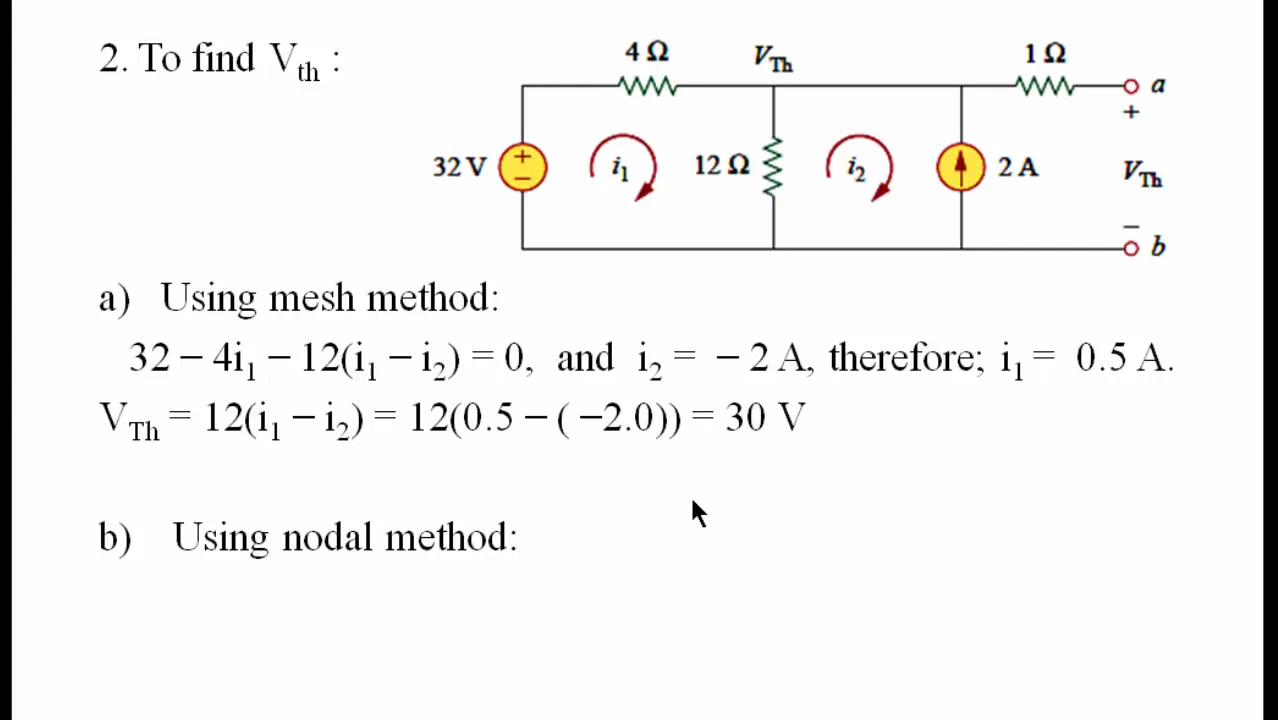 2. To find Vth :
4 Ω VTh 1 Ω
a
+
32 V + − i1 12 Ω i2 2 A VTh
−
b
a) Using mesh method:
32 − 4i1 − 12(i1 − i2) = 0, and i2 = − 2 A, therefore; i1 = 0.5 A.
VTh = 12(i1 − i2) = 12(0.5 − ( −2.0)) = 30 V
b) Using nodal method: